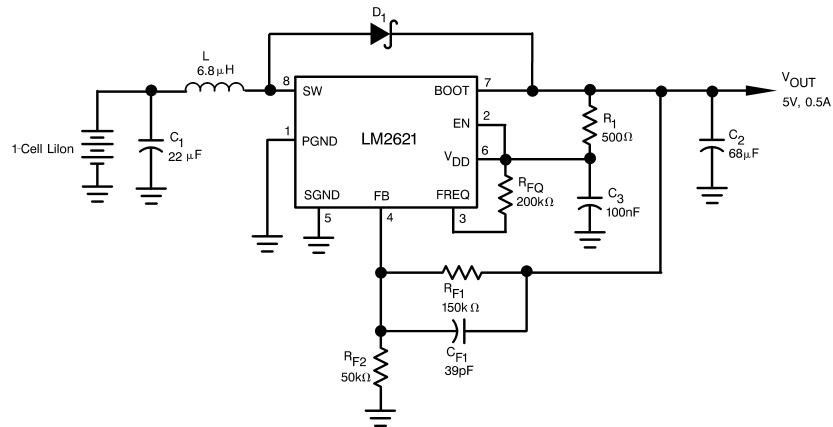 D1
L
6.8 μH
8
SW
BOOT
7
VOUT
5V, 0.5A
1-Cell LiIon
C1
22 μF
1
PGND
LM2621
EN
2
VDD
6
R1
500Ω
C2
68μF
SGND
5
FB
4
FREQ
3
RFQ
200kΩ
C3
100nF
RF1
150k Ω
CF1
39pF
RF2
50kΩ